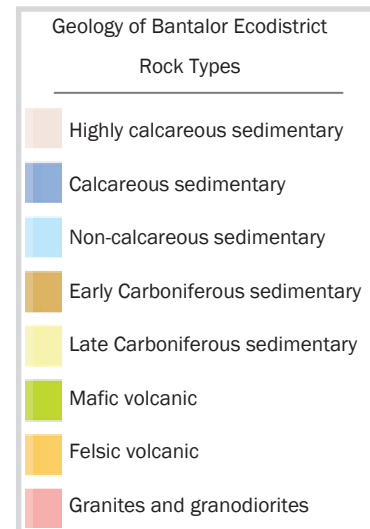 Geology of Bantalor Ecodistrict
Rock Types
Highly calcareous sedimentary
Calcareous sedimentary
Non-calcareous sedimentary
Early Carboniferous sedimentary
Late Carboniferous sedimentary
Mafic volcanic
Felsic volcanic
Granites and granodiorites